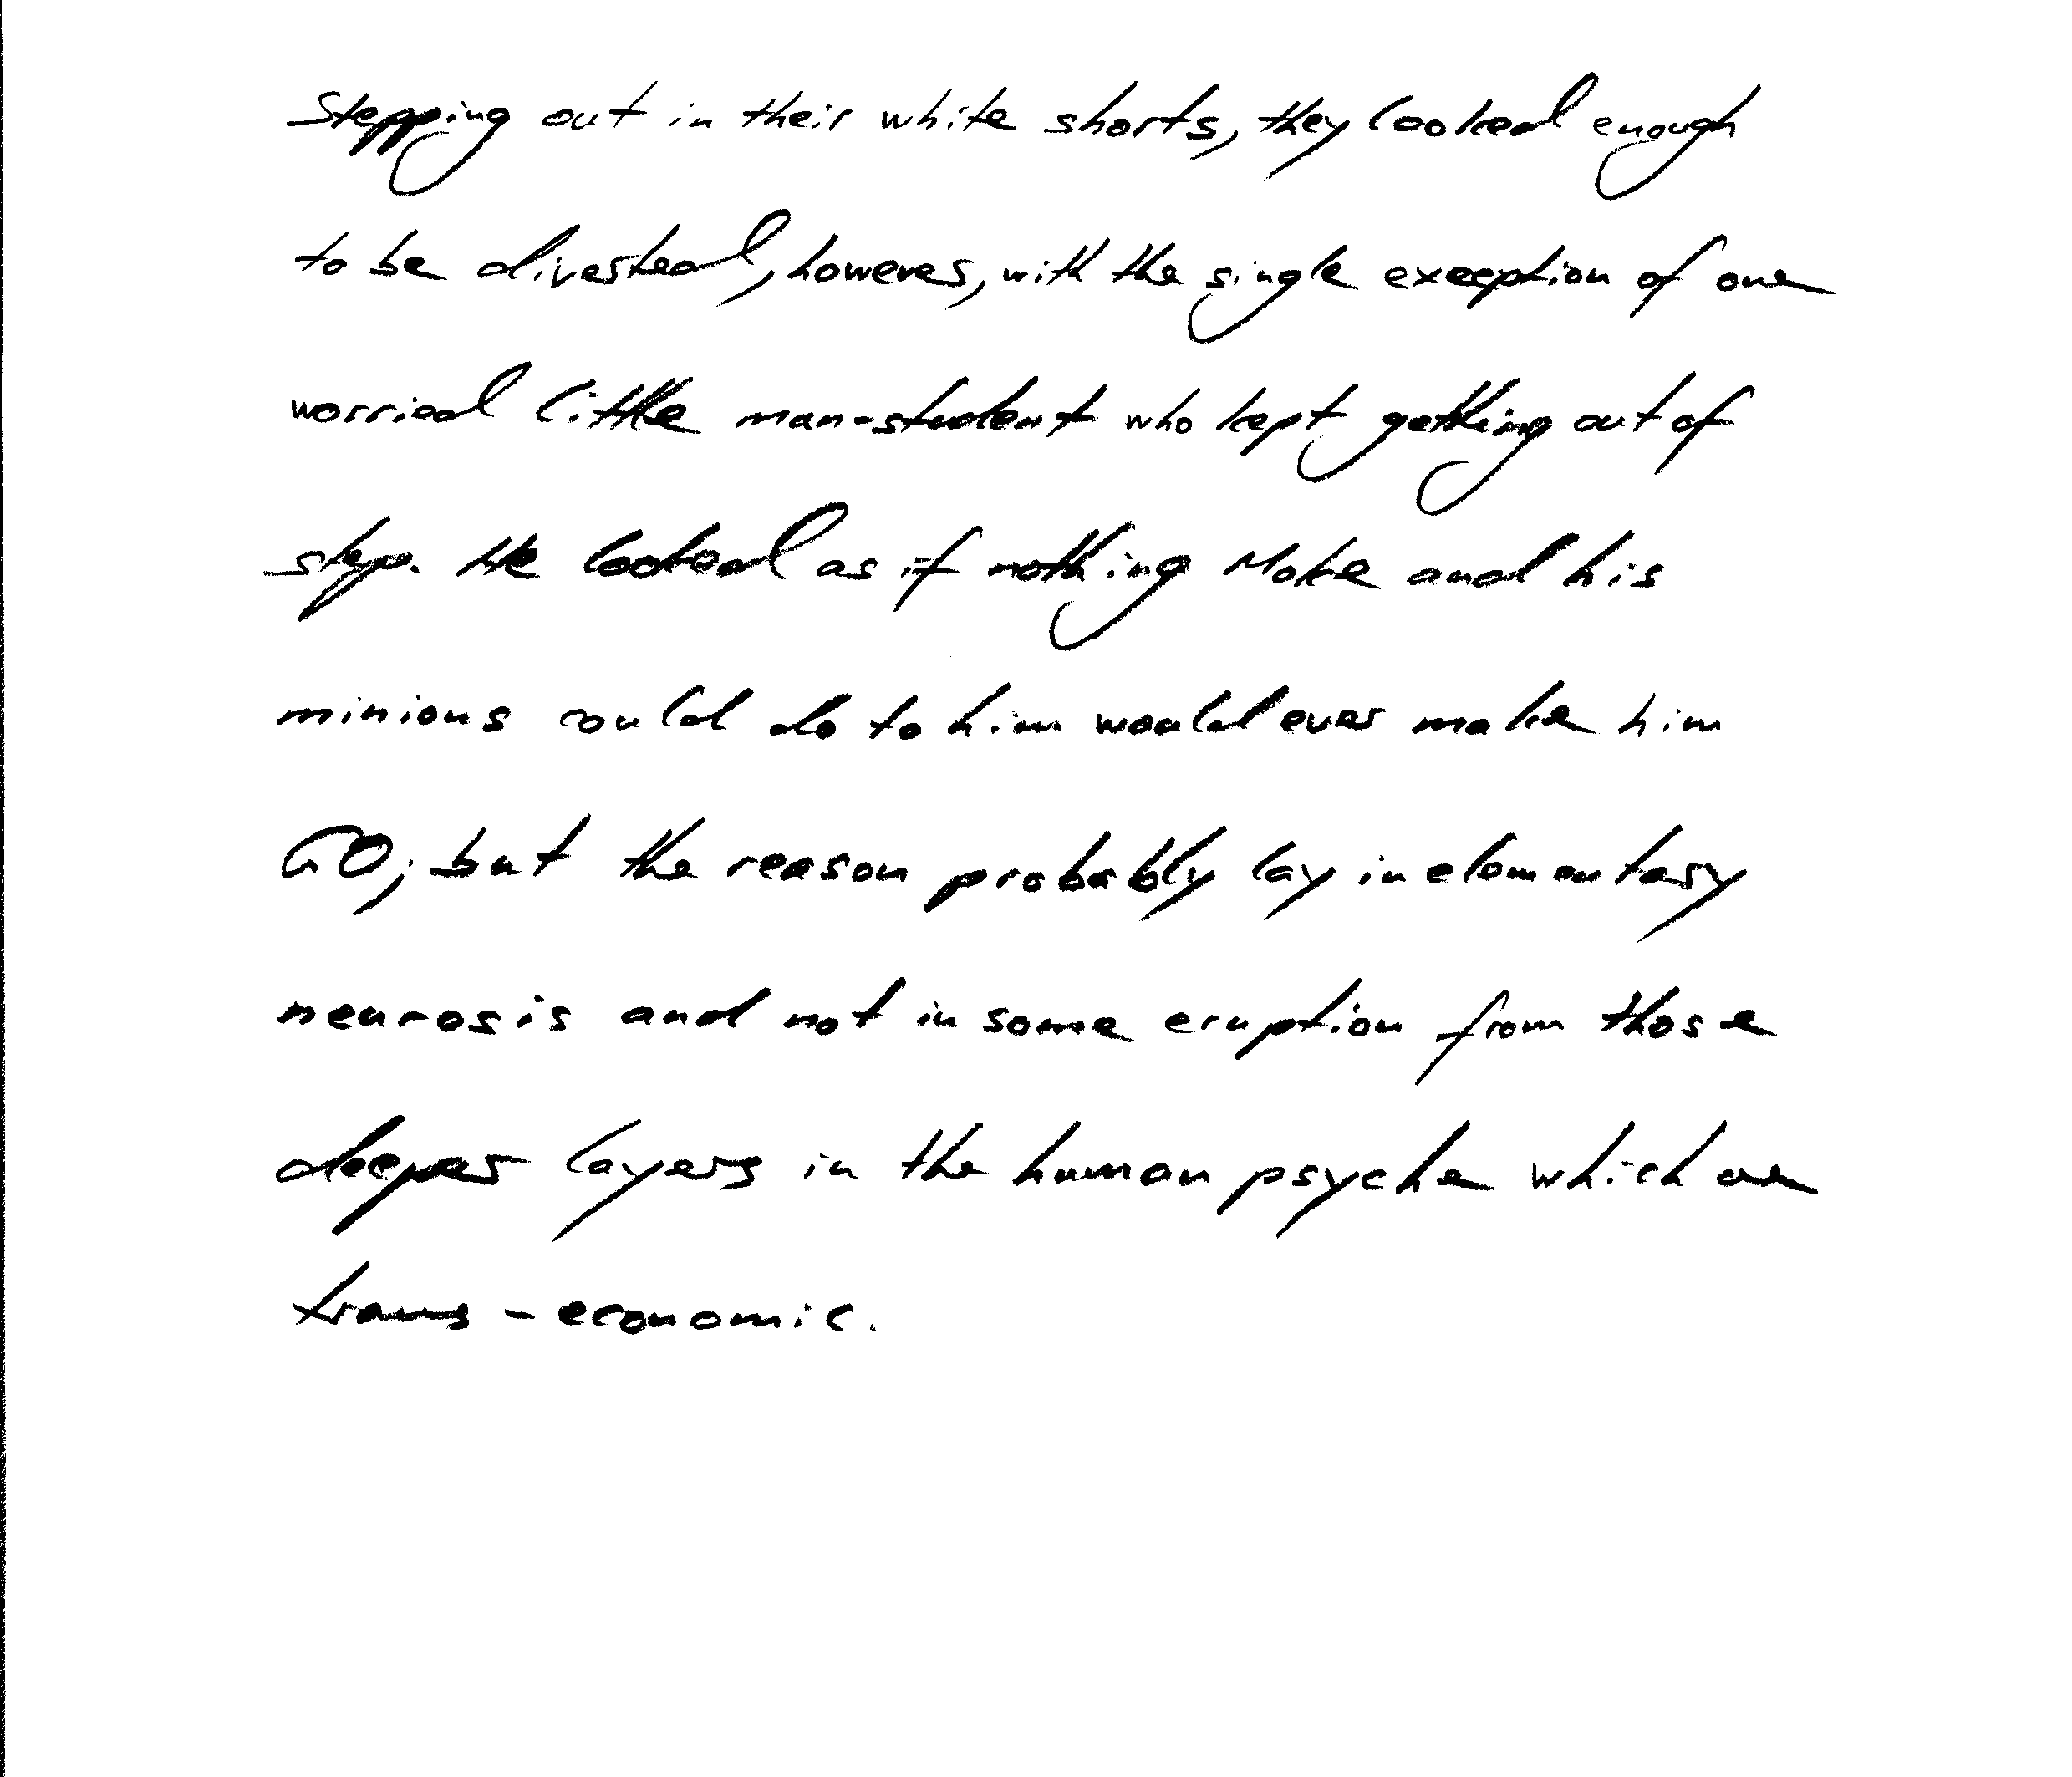 Stepping out in their white shorts, they looked enough
to be divested, however, with the single exception of one
worried little man-student who kept getting out of
step. He looked as if nothing Moke and his
minions could do to him would ever make him
GO; but the reason probably lay in elementary
neurosis and not in some eruption from those
deeper layers in the human psyche which are
trans-economic.